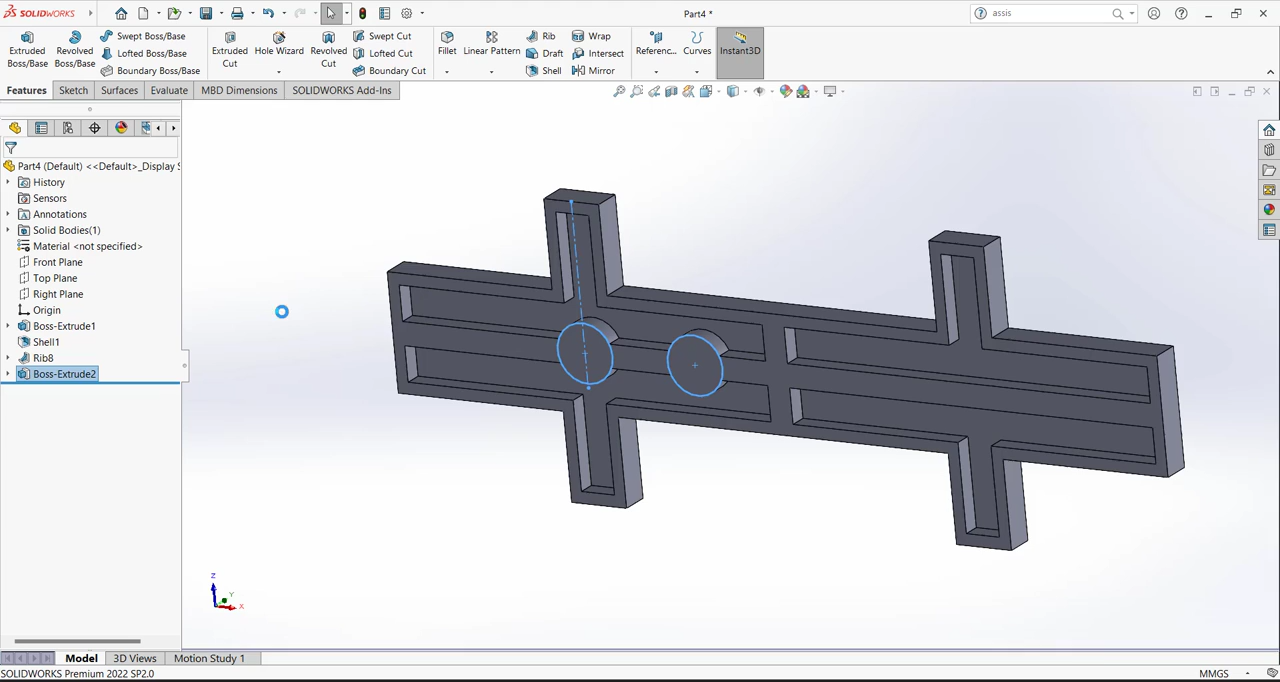 SOLIDWORKS
Part4 *
assis
Extruded Boss/Base
Revolved Boss/Base
Swept Boss/Base
Lofted Boss/Base
Boundary Boss/Base
Extruded Cut
Hole Wizard
Revolved Cut
Swept Cut
Lofted Cut
Boundary Cut
Fillet
Linear Pattern
Rib
Draft
Shell
Wrap
Intersect
Mirror
Referenc...
Curves
Instant3D
Features
Sketch
Surfaces
Evaluate
MBD Dimensions
SOLIDWORKS Add-Ins
Part4 (Default) <<Default>_Display S
History
Sensors
Annotations
Solid Bodies(1)
Material <not specified>
Front Plane
Top Plane
Right Plane
Origin
Boss-Extrude1
Shell1
Rib8
Boss-Extrude2
Z
Y
X
Model
3D Views
Motion Study 1
SOLIDWORKS Premium 2022 SP2.0
MMGS